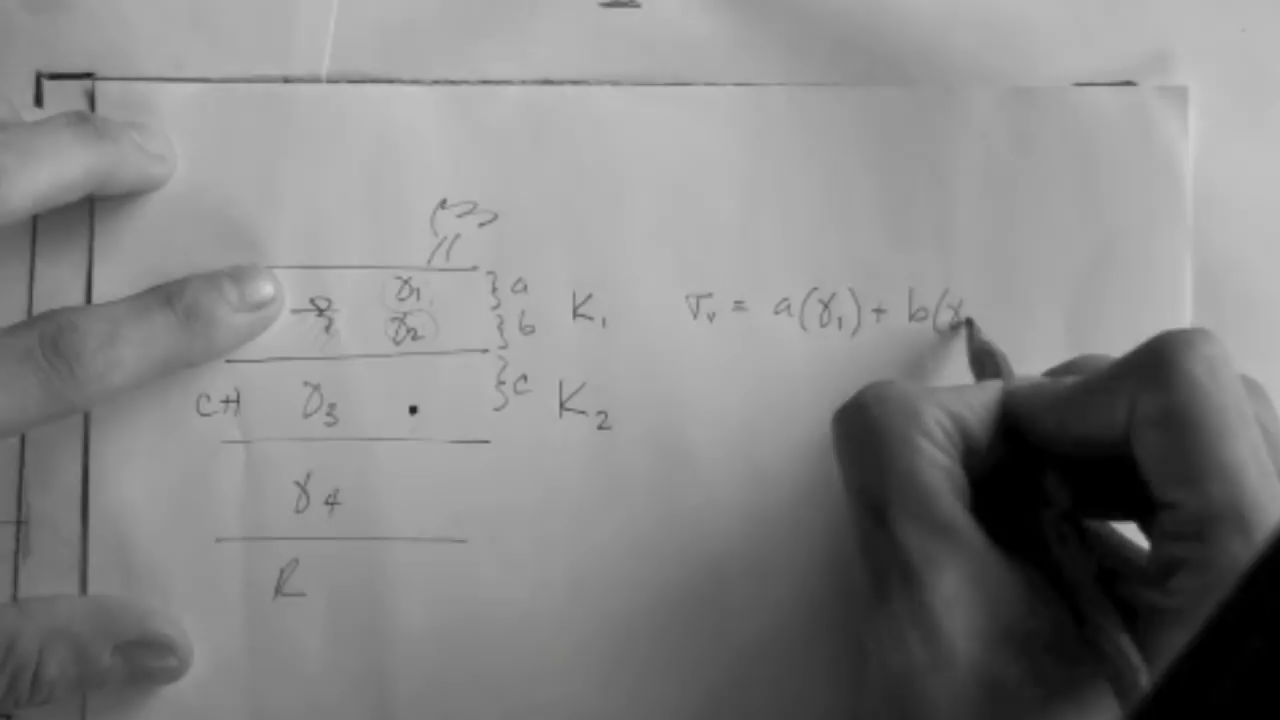 γ1 } a
γ2 } b K1 σv = a(γ1) + b(γ
CH γ3 } c K2
γ4
R